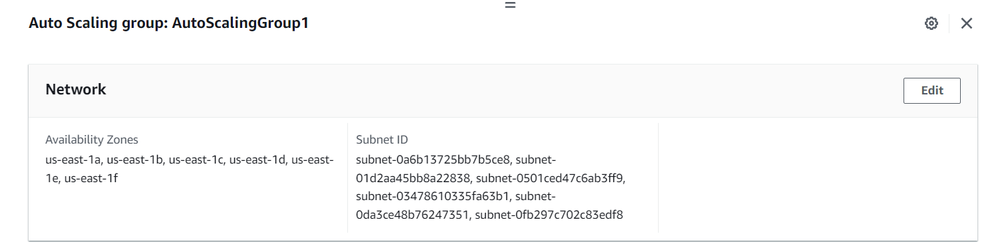 Auto Scaling group: AutoScalingGroup1
Network
Edit
Availability Zones
us-east-1a, us-east-1b, us-east-1c, us-east-1d, us-east-
1e, us-east-1f
Subnet ID
subnet-0a6b13725bb7b5ce8, subnet-
01d2aa45bb8a22838, subnet-0501ced47c6ab3ff9,
subnet-03478610335fa63b1, subnet-
0da3ce48b76247351, subnet-0fb297c702c83edf8